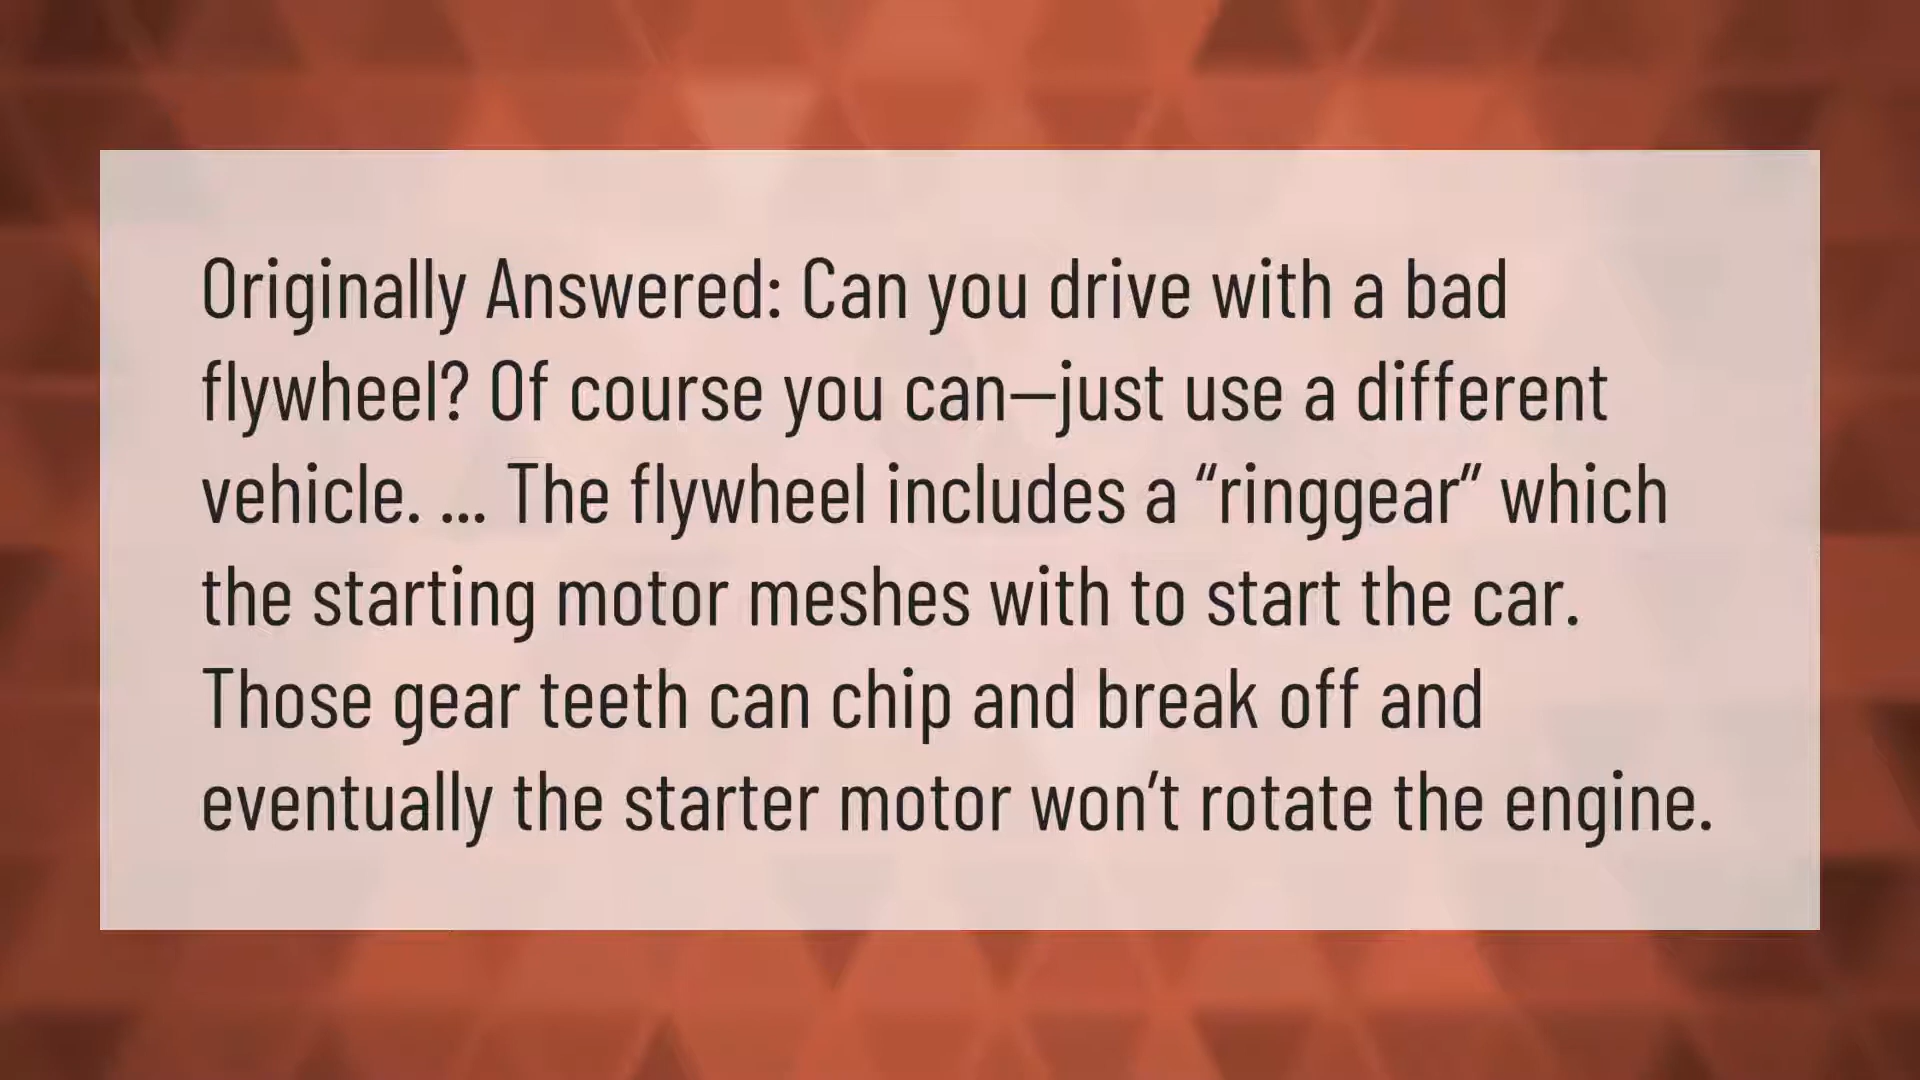 Originally Answered: Can you drive with a bad
flywheel? Of course you can—just use a different
vehicle. ... The flywheel includes a “ringgear” which
the starting motor meshes with to start the car.
Those gear teeth can chip and break off and
eventually the starter motor won’t rotate the engine.